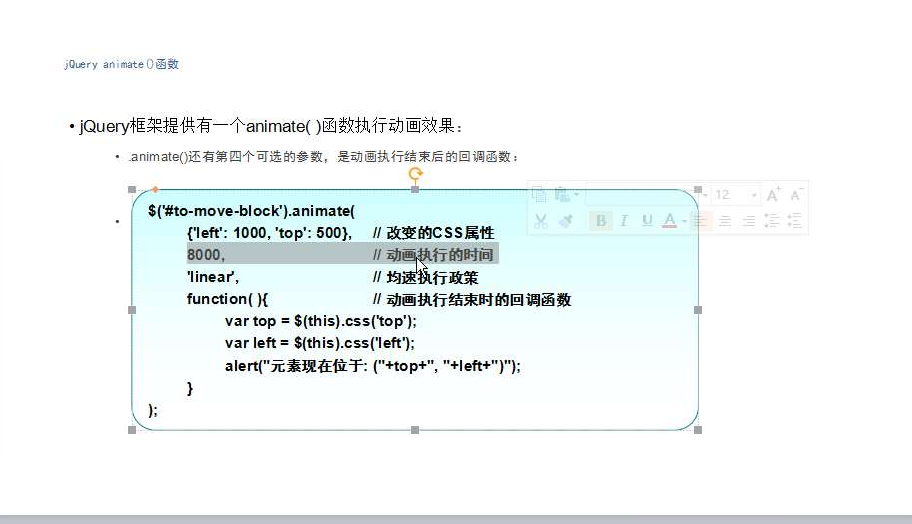 jQuery animate()函数
• jQuery框架提供有一个animate( )函数执行动画效果：
• .animate()还有第四个可选的参数，是动画执行结束后的回调函数：
12
A A
B I U A
•
$('#to-move-block').animate(
{'left': 1000, 'top': 500}, // 改变的CSS属性
8000, // 动画执行的时间
'linear', // 均速执行政策
function( ){ // 动画执行结束时的回调函数
var top = $(this).css('top');
var left = $(this).css('left');
alert("元素现在位于: ("+top+", "+left+")");
}
);